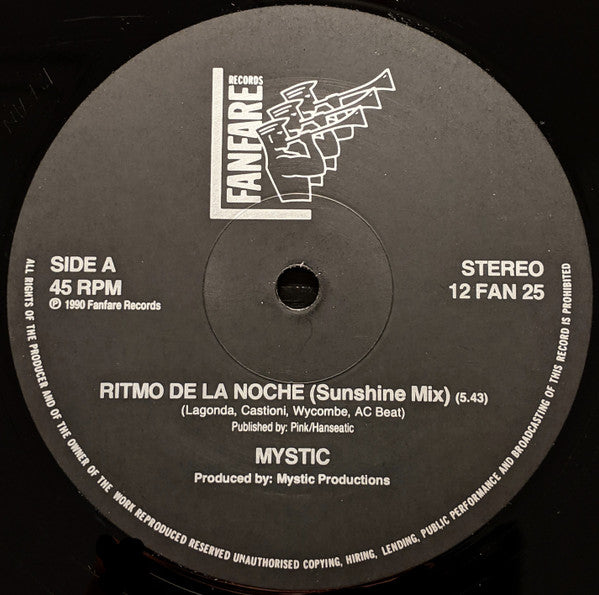 RECORDS
FANFARE
SIDE A
45 RPM
℗ 1990 Fanfare Records
STEREO
12 FAN 25
RITMO DE LA NOCHE (Sunshine Mix) (5.43)
(Lagonda, Castioni, Wycombe, AC Beat)
Published by: Pink/Hanseatic
MYSTIC
Produced by: Mystic Productions
ALL RIGHTS OF THE PRODUCER AND OF THE OWNER OF THE WORK REPRODUCED RESERVED UNAUTHORISED COPYING, HIRING, LENDING, PUBLIC PERFORMANCE AND BROADCASTING OF THIS RECORD IS PROHIBITED